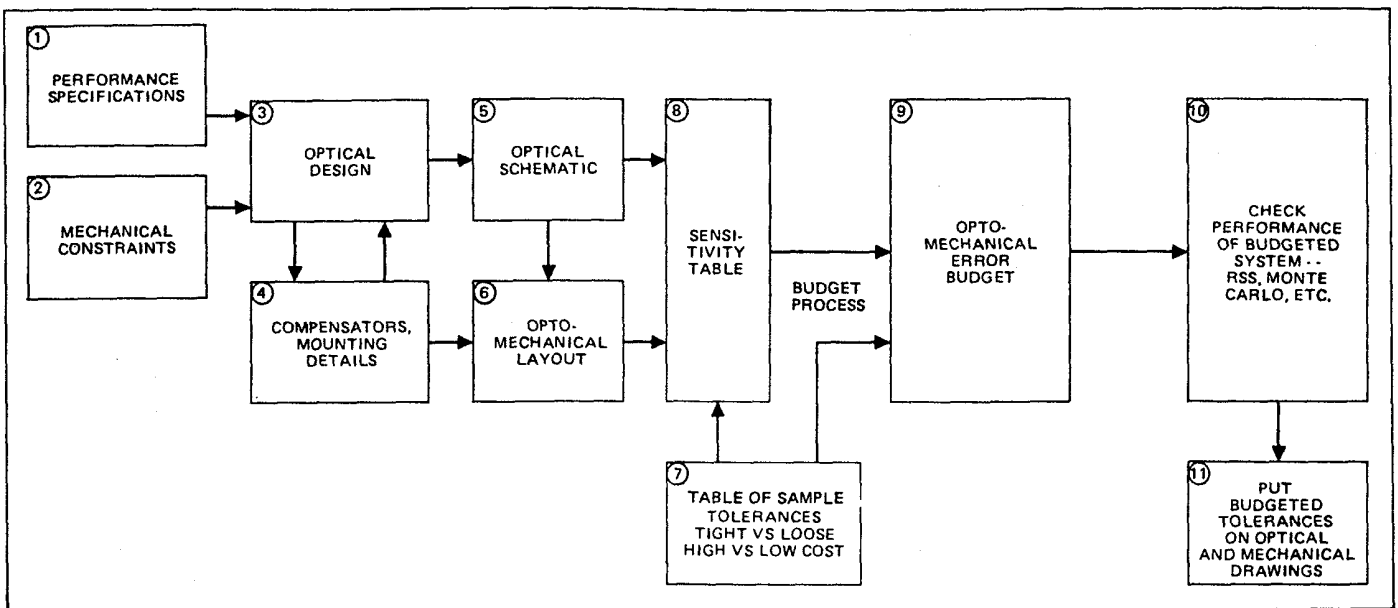 1
PERFORMANCE
SPECIFICATIONS
2
MECHANICAL
CONSTRAINTS
3
OPTICAL
DESIGN
4
COMPENSATORS,
MOUNTING
DETAILS
5
OPTICAL
SCHEMATIC
6
OPTO-
MECHANICAL
LAYOUT
7
TABLE OF SAMPLE
TOLERANCES
TIGHT VS LOOSE
HIGH VS LOW COST
8
SENSI-
TIVITY
TABLE
BUDGET
PROCESS
9
OPTO-
MECHANICAL
ERROR
BUDGET
10
CHECK
PERFORMANCE
OF BUDGETED
SYSTEM --
RSS, MONTE
CARLO, ETC.
11
PUT
BUDGETED
TOLERANCES
ON OPTICAL
AND MECHANICAL
DRAWINGS